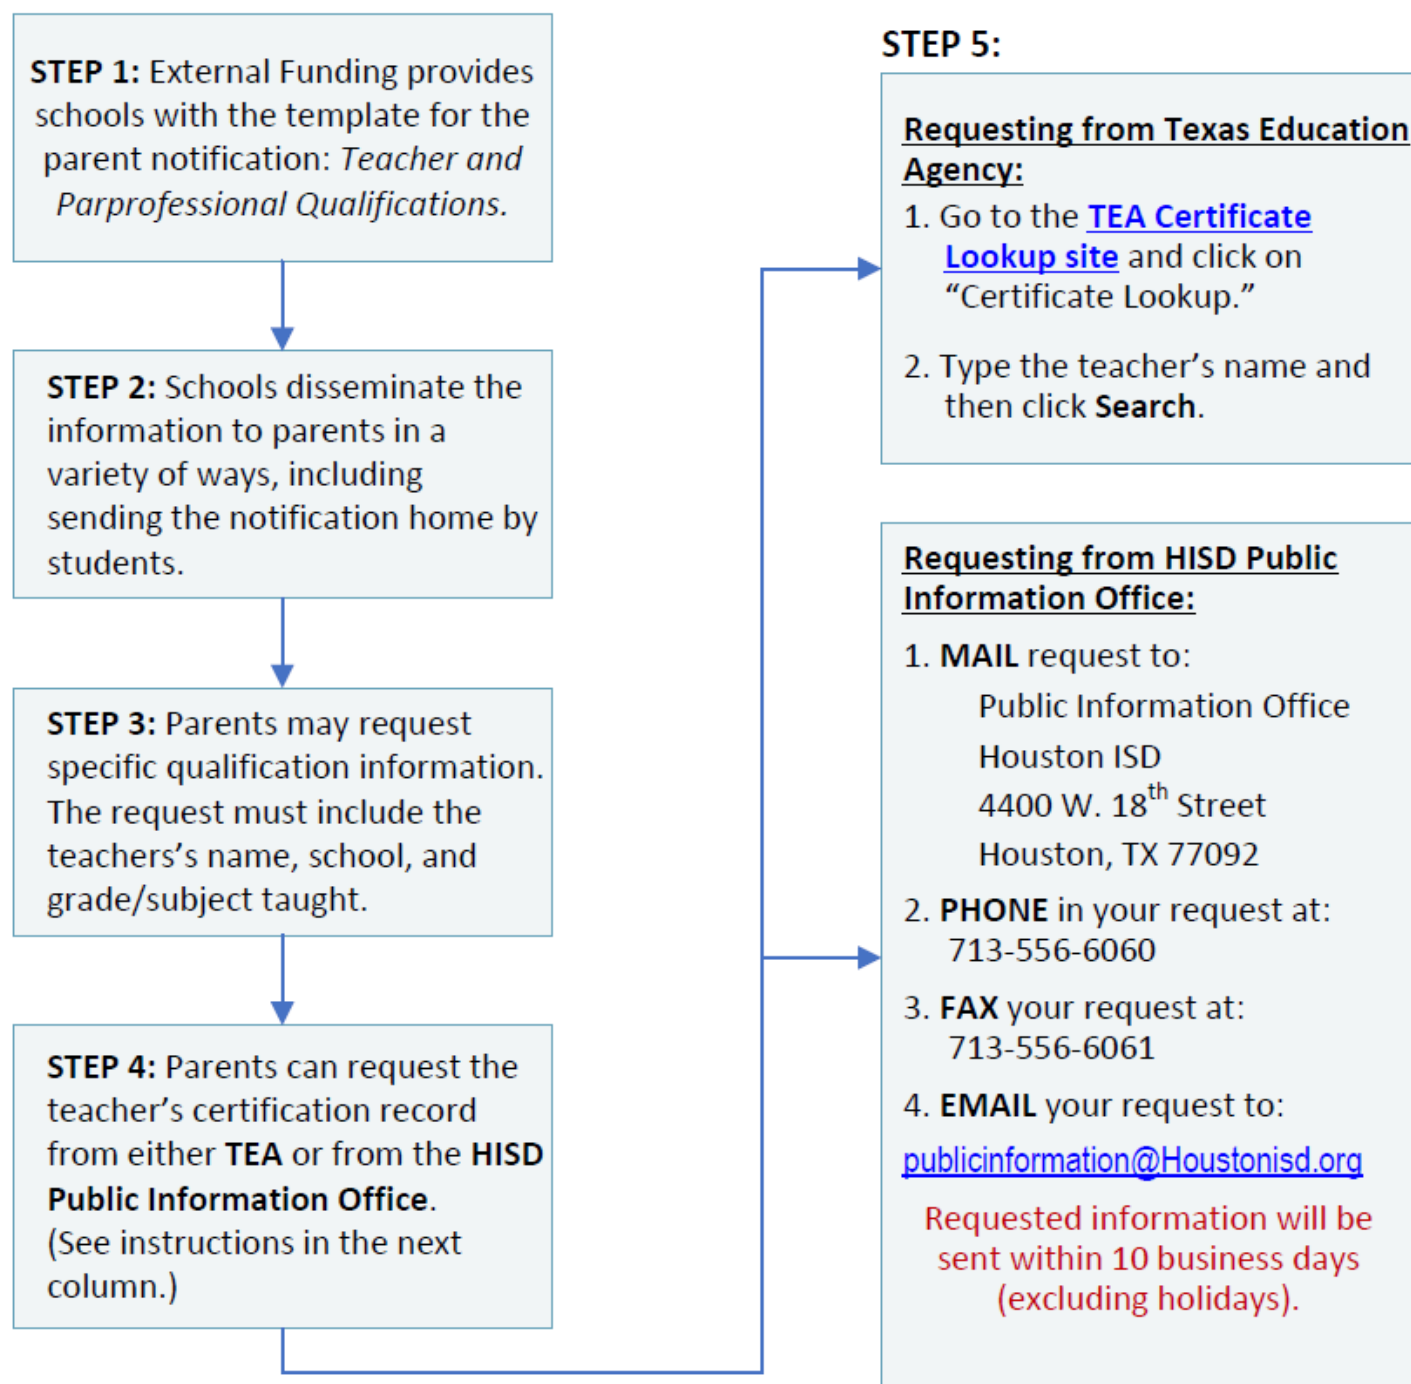 STEP 1: External Funding provides
schools with the template for the
parent notification: Teacher and
Parprofessional Qualifications.
STEP 2: Schools disseminate the
information to parents in a
variety of ways, including
sending the notification home by
students.
STEP 3: Parents may request
specific qualification information.
The request must include the
teachers's name, school, and
grade/subject taught.
STEP 4: Parents can request the
teacher's certification record
from either TEA or from the HISD
Public Information Office.
(See instructions in the next
column.)
STEP 5:
Requesting from Texas Education
Agency:
1. Go to the TEA Certificate
Lookup site and click on
“Certificate Lookup.”
2. Type the teacher's name and
then click Search.
Requesting from HISD Public
Information Office:
1. MAIL request to:
Public Information Office
Houston ISD
4400 W. 18th Street
Houston, TX 77092
2. PHONE in your request at:
713-556-6060
3. FAX your request at:
713-556-6061
4. EMAIL your request to:
publicinformation@Houstonisd.org
Requested information will be
sent within 10 business days
(excluding holidays).